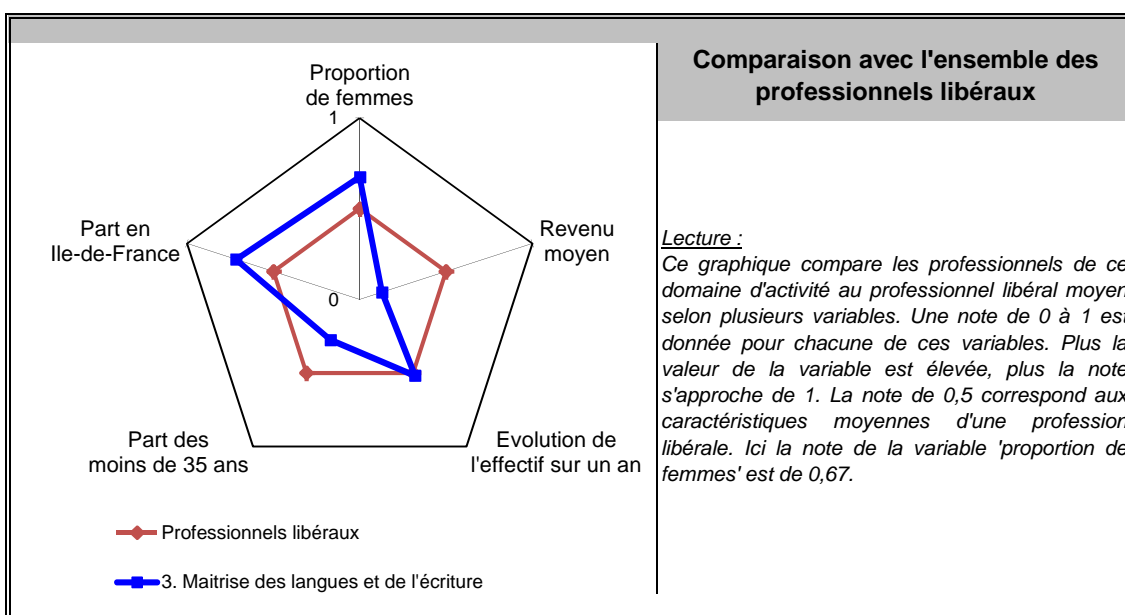 Comparaison avec l'ensemble des
professionnels libéraux
Proportion
de femmes
1
Part en
Ile-de-France
Revenu
moyen
0
Part des
moins de 35 ans
Evolution de
l'effectif sur un an
Professionnels libéraux
3. Maitrise des langues et de l'écriture
Lecture :
Ce graphique compare les professionnels de ce
domaine d'activité au professionnel libéral moyen
selon plusieurs variables. Une note de 0 à 1 est
donnée pour chacune de ces variables. Plus la
valeur de la variable est élevée, plus la note
s'approche de 1. La note de 0,5 correspond aux
caractéristiques moyennes d'une profession
libérale. Ici la note de la variable 'proportion de
femmes' est de 0,67.